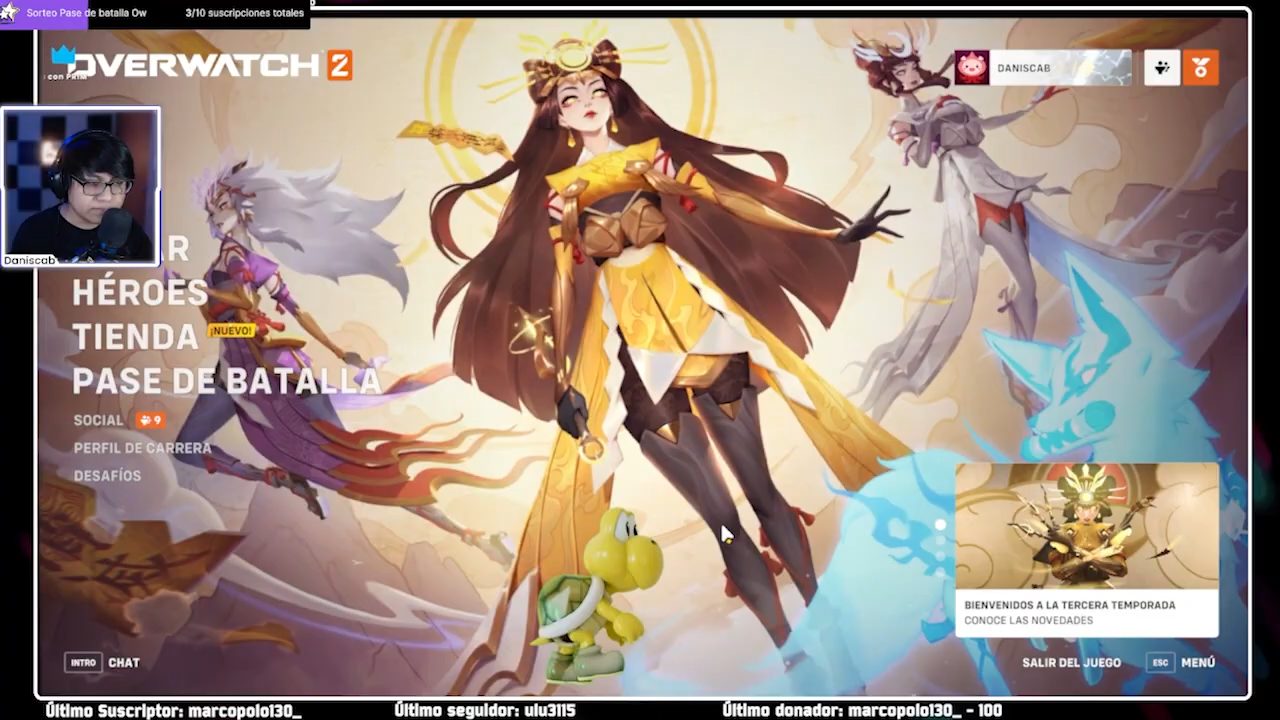 Sorteo Pase de batalla Ow
3/10 suscripciones totales
OVERWATCH 2
con PRIM
DANISCAB
Daniscab
R
HÉROES
TIENDA
¡NUEVO!
PASE DE BATALLA
SOCIAL
9
PERFIL DE CARRERA
DESAFÍOS
BIENVENIDOS A LA TERCERA TEMPORADA
CONOCE LAS NOVEDADES
INTRO CHAT
SALIR DEL JUEGO
ESC MENÚ
Último Suscriptor: marcopolo130_
Último seguidor: ulu3115
Último donador: marcopolo130_ - 100